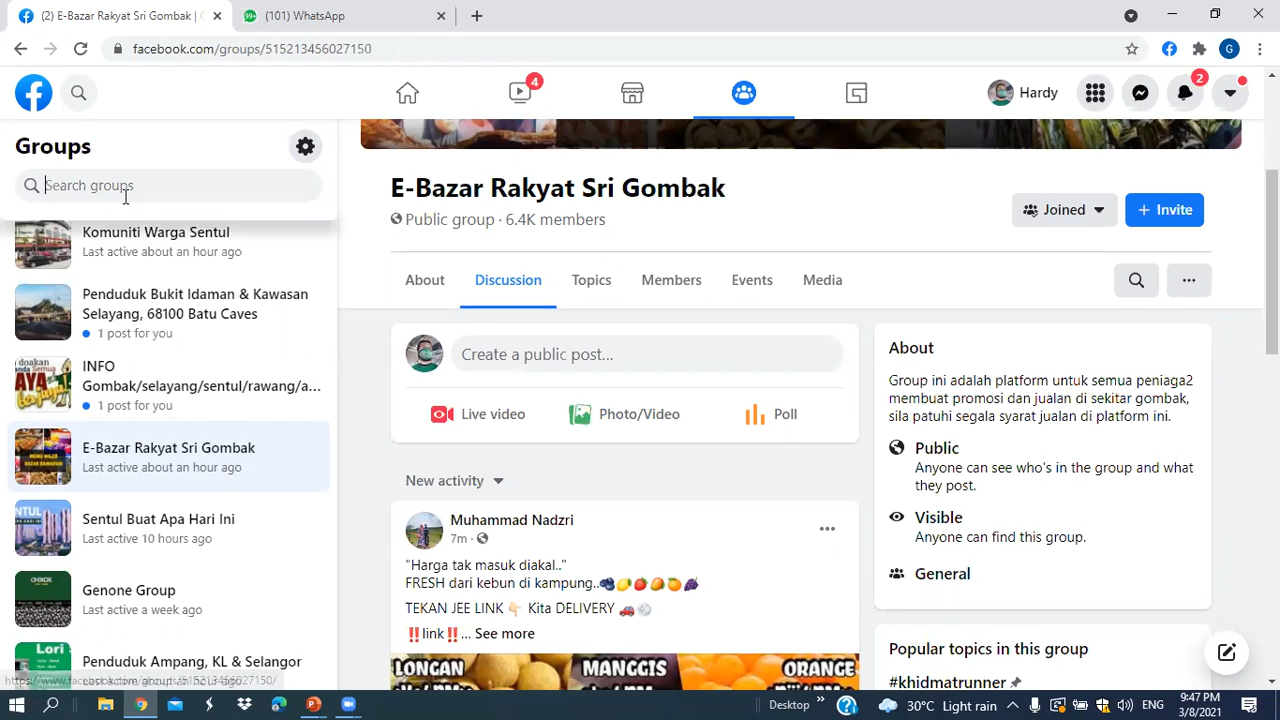 (2) E-Bazar Rakyat Sri Gombak |
(101) WhatsApp
facebook.com/groups/515213456027150
G
4
Hardy
2
Groups
Search groups
Komuniti Warga Sentul
Last active about an hour ago
Penduduk Bukit Idaman & Kawasan
Selayang, 68100 Batu Caves
1 post for you
INFO
Gombak/selayang/sentul/rawang/a...
1 post for you
E-Bazar Rakyat Sri Gombak
Last active about an hour ago
Sentul Buat Apa Hari Ini
Last active 10 hours ago
Genone Group
Last active a week ago
Lori
Penduduk Ampang, KL & Selangor
https://www.facebook.com/groups/515213456027150/
E-Bazar Rakyat Sri Gombak
Public group · 6.4K members
Joined
+ Invite
About
Discussion
Topics
Members
Events
Media
Create a public post...
Live video
Photo/Video
Poll
New activity
Muhammad Nadzri
7m ·
"Harga tak masuk diakal.."
FRESH dari kebun di kampung..🫐🍋🍓🥭🍊🍇
TEKAN JEE LINK 👇🏻 Kita DELIVERY 🚗💨
‼️link‼️... See more
LONGAN
MANGGIS
ORANGE
About
Group ini adalah platform untuk semua peniaga2
membuat promosi dan jualan di sekitar gombak,
sila patuhi segala syarat jualan di platform ini.
Public
Anyone can see who's in the group and what
they post.
Visible
Anyone can find this group.
General
Popular topics in this group
#khidmatrunner
Desktop
30°C Light rain
ENG
9:47 PM
3/8/2021